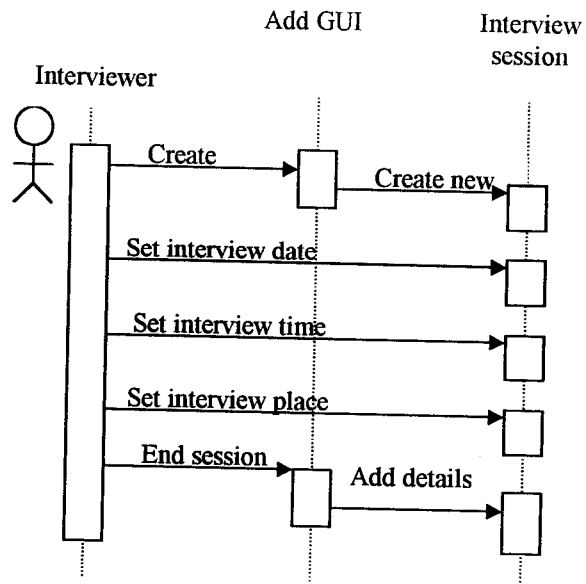 Add GUI
Interview
session
Interviewer
Create
Create new
Set interview date
Set interview time
Set interview place
End session
Add details